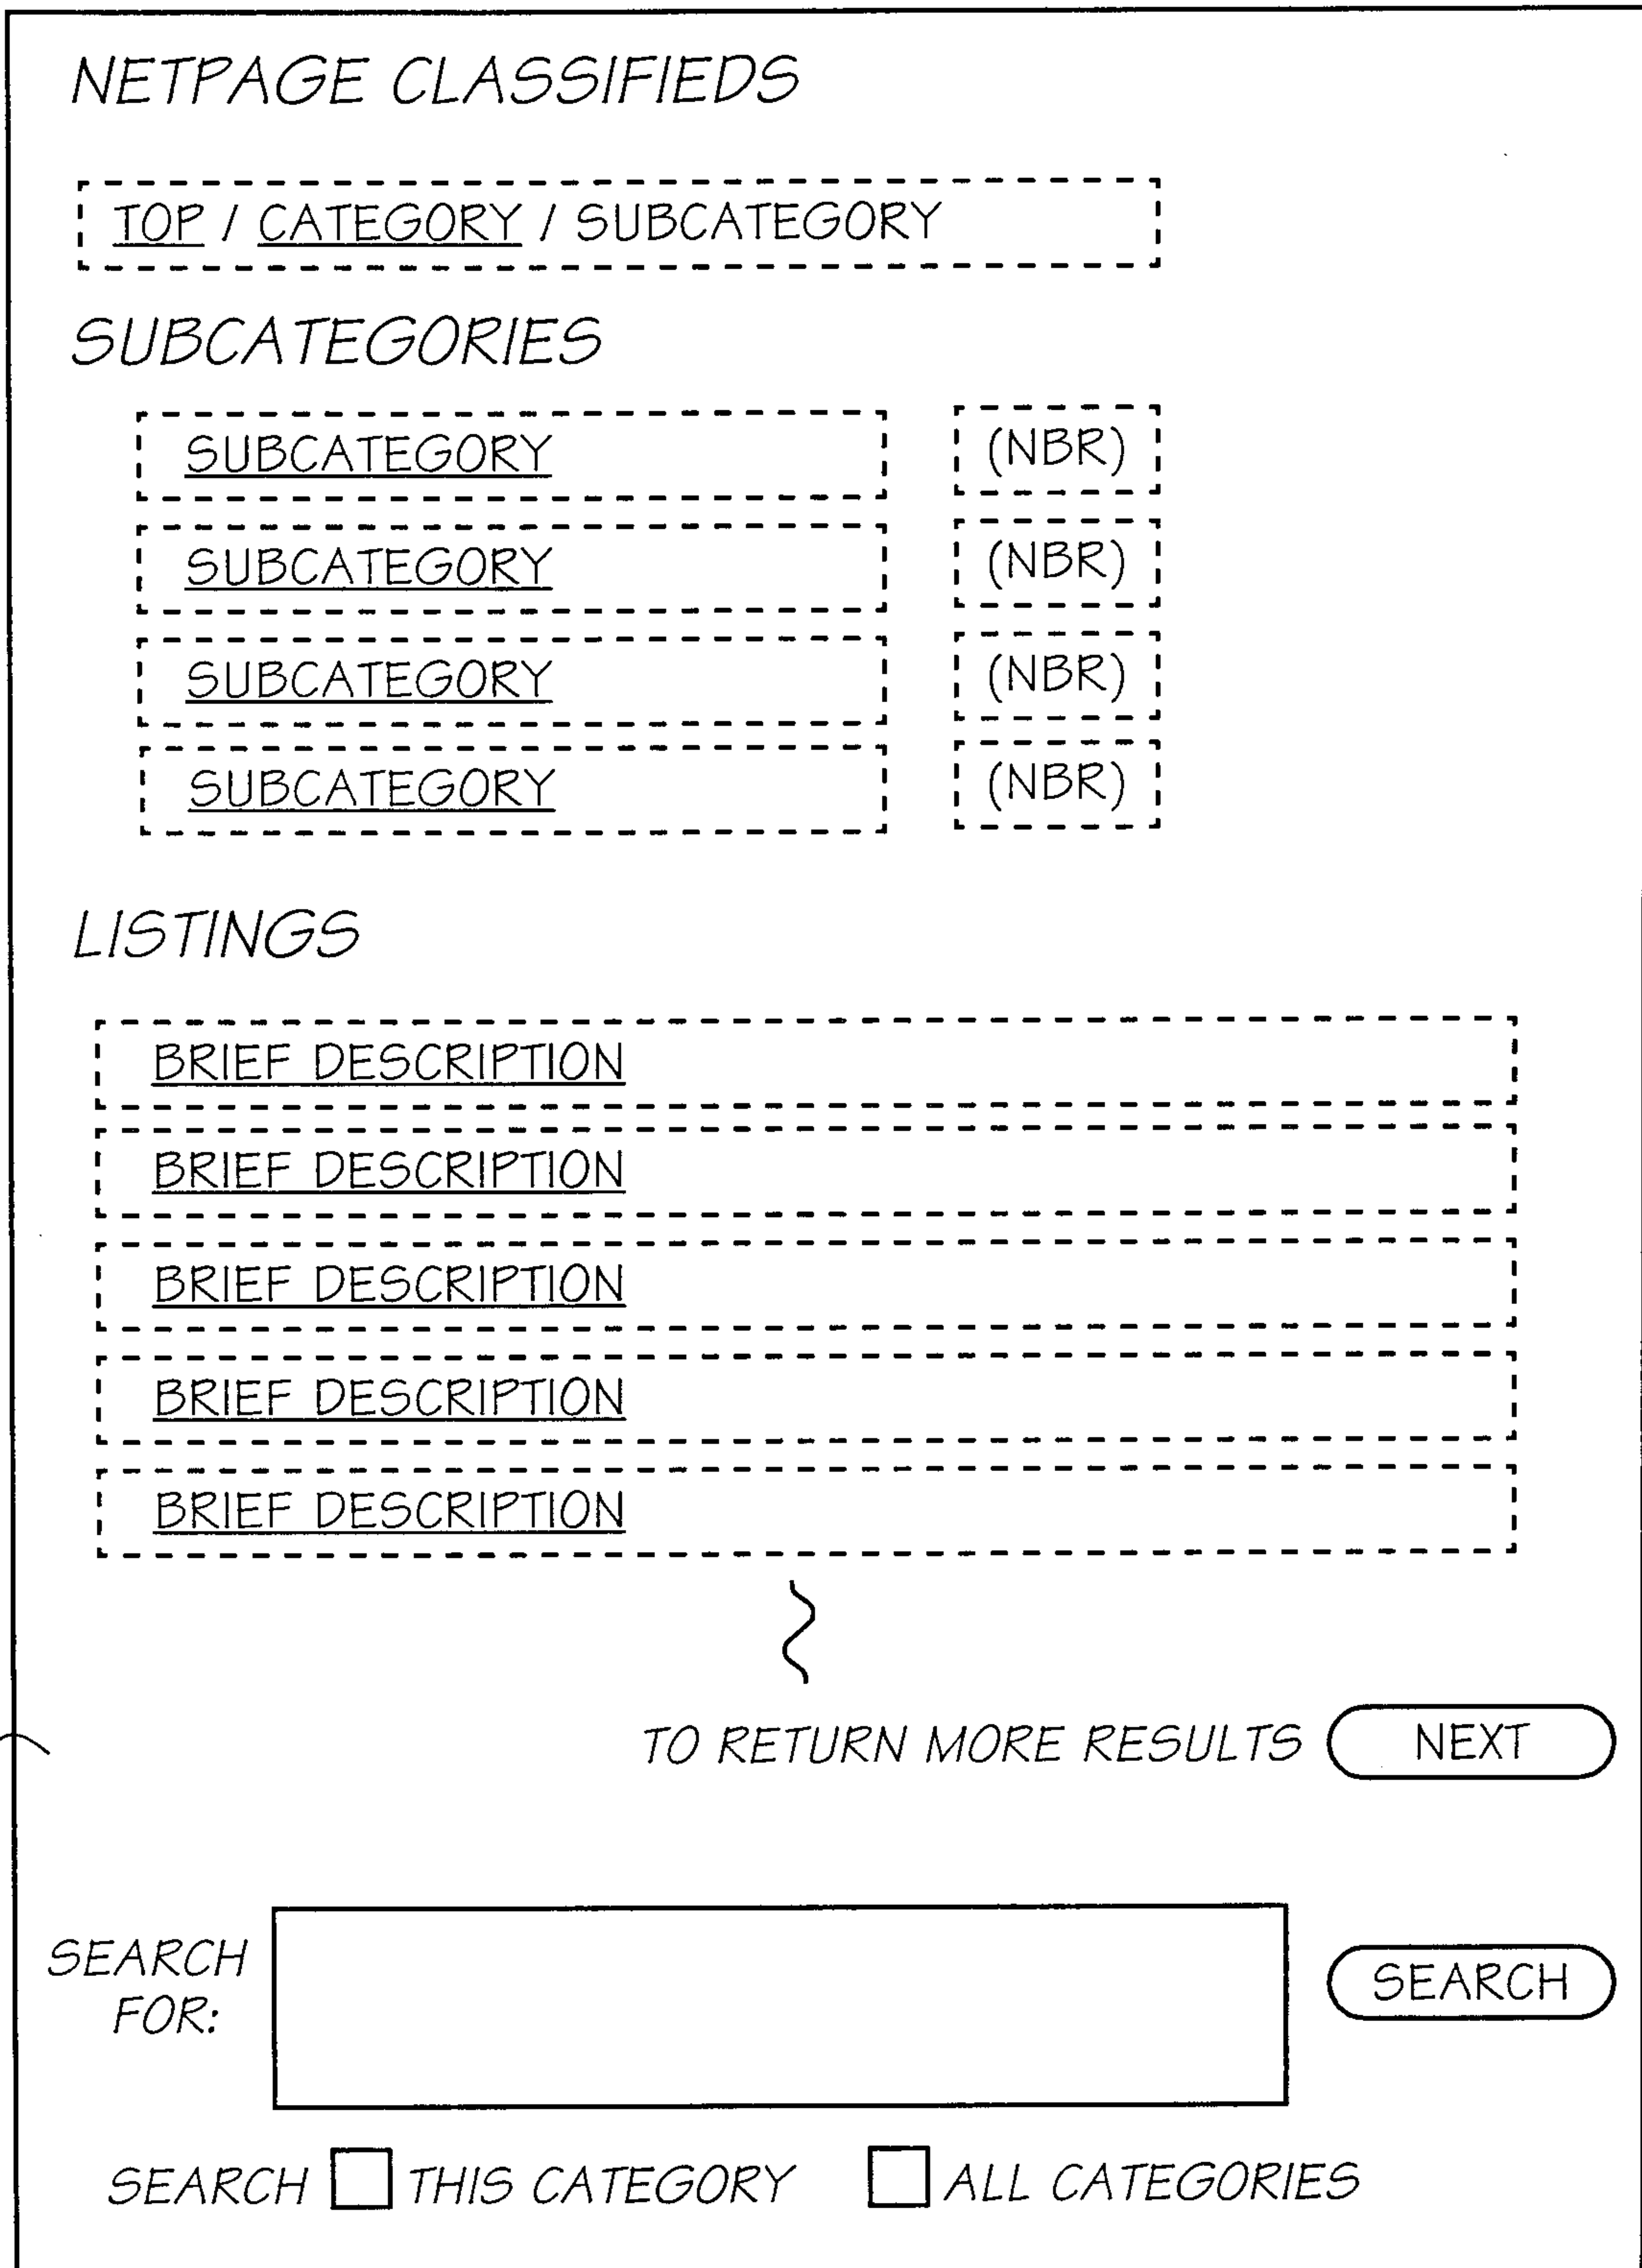 NETPAGE CLASSIFIEDS
TOP / CATEGORY / SUBCATEGORY
SUBCATEGORIES
SUBCATEGORY (NBR)
SUBCATEGORY (NBR)
SUBCATEGORY (NBR)
SUBCATEGORY (NBR)
LISTINGS
BRIEF DESCRIPTION
BRIEF DESCRIPTION
BRIEF DESCRIPTION
BRIEF DESCRIPTION
BRIEF DESCRIPTION
TO RETURN MORE RESULTS NEXT
SEARCH
FOR:
SEARCH
SEARCH THIS CATEGORY ALL CATEGORIES